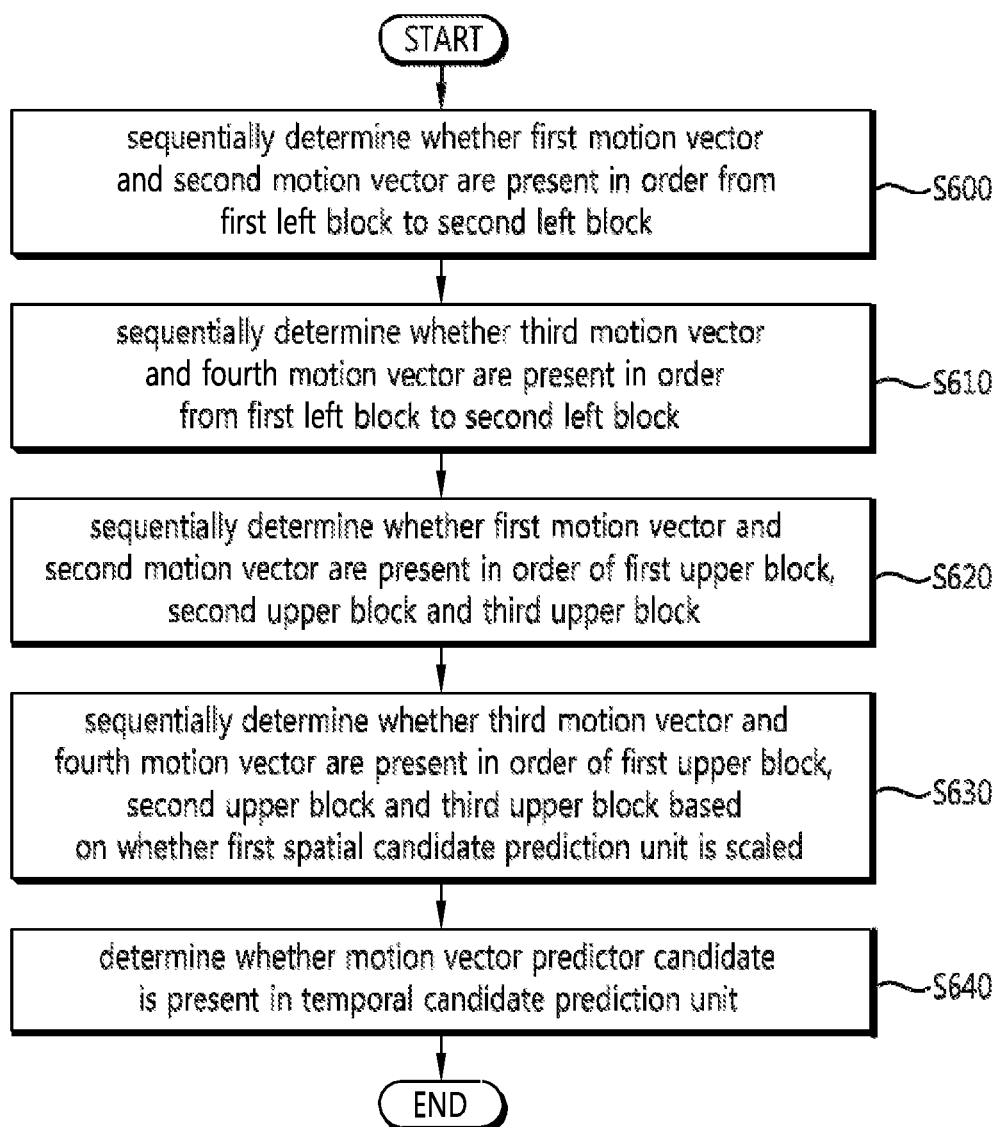 START
sequentially determine whether first motion vector
and second motion vector are present in order from
first left block to second left block
S600
sequentially determine whether third motion vector
and fourth motion vector are present in order
from first left block to second left block
S610
sequentially determine whether first motion vector and
second motion vector are present in order of first upper block,
second upper block and third upper block
S620
sequentially determine whether third motion vector and
fourth motion vector are present in order of first upper block,
second upper block and third upper block based
on whether first spatial candidate prediction unit is scaled
S630
determine whether motion vector predictor candidate
is present in temporal candidate prediction unit
S640
END